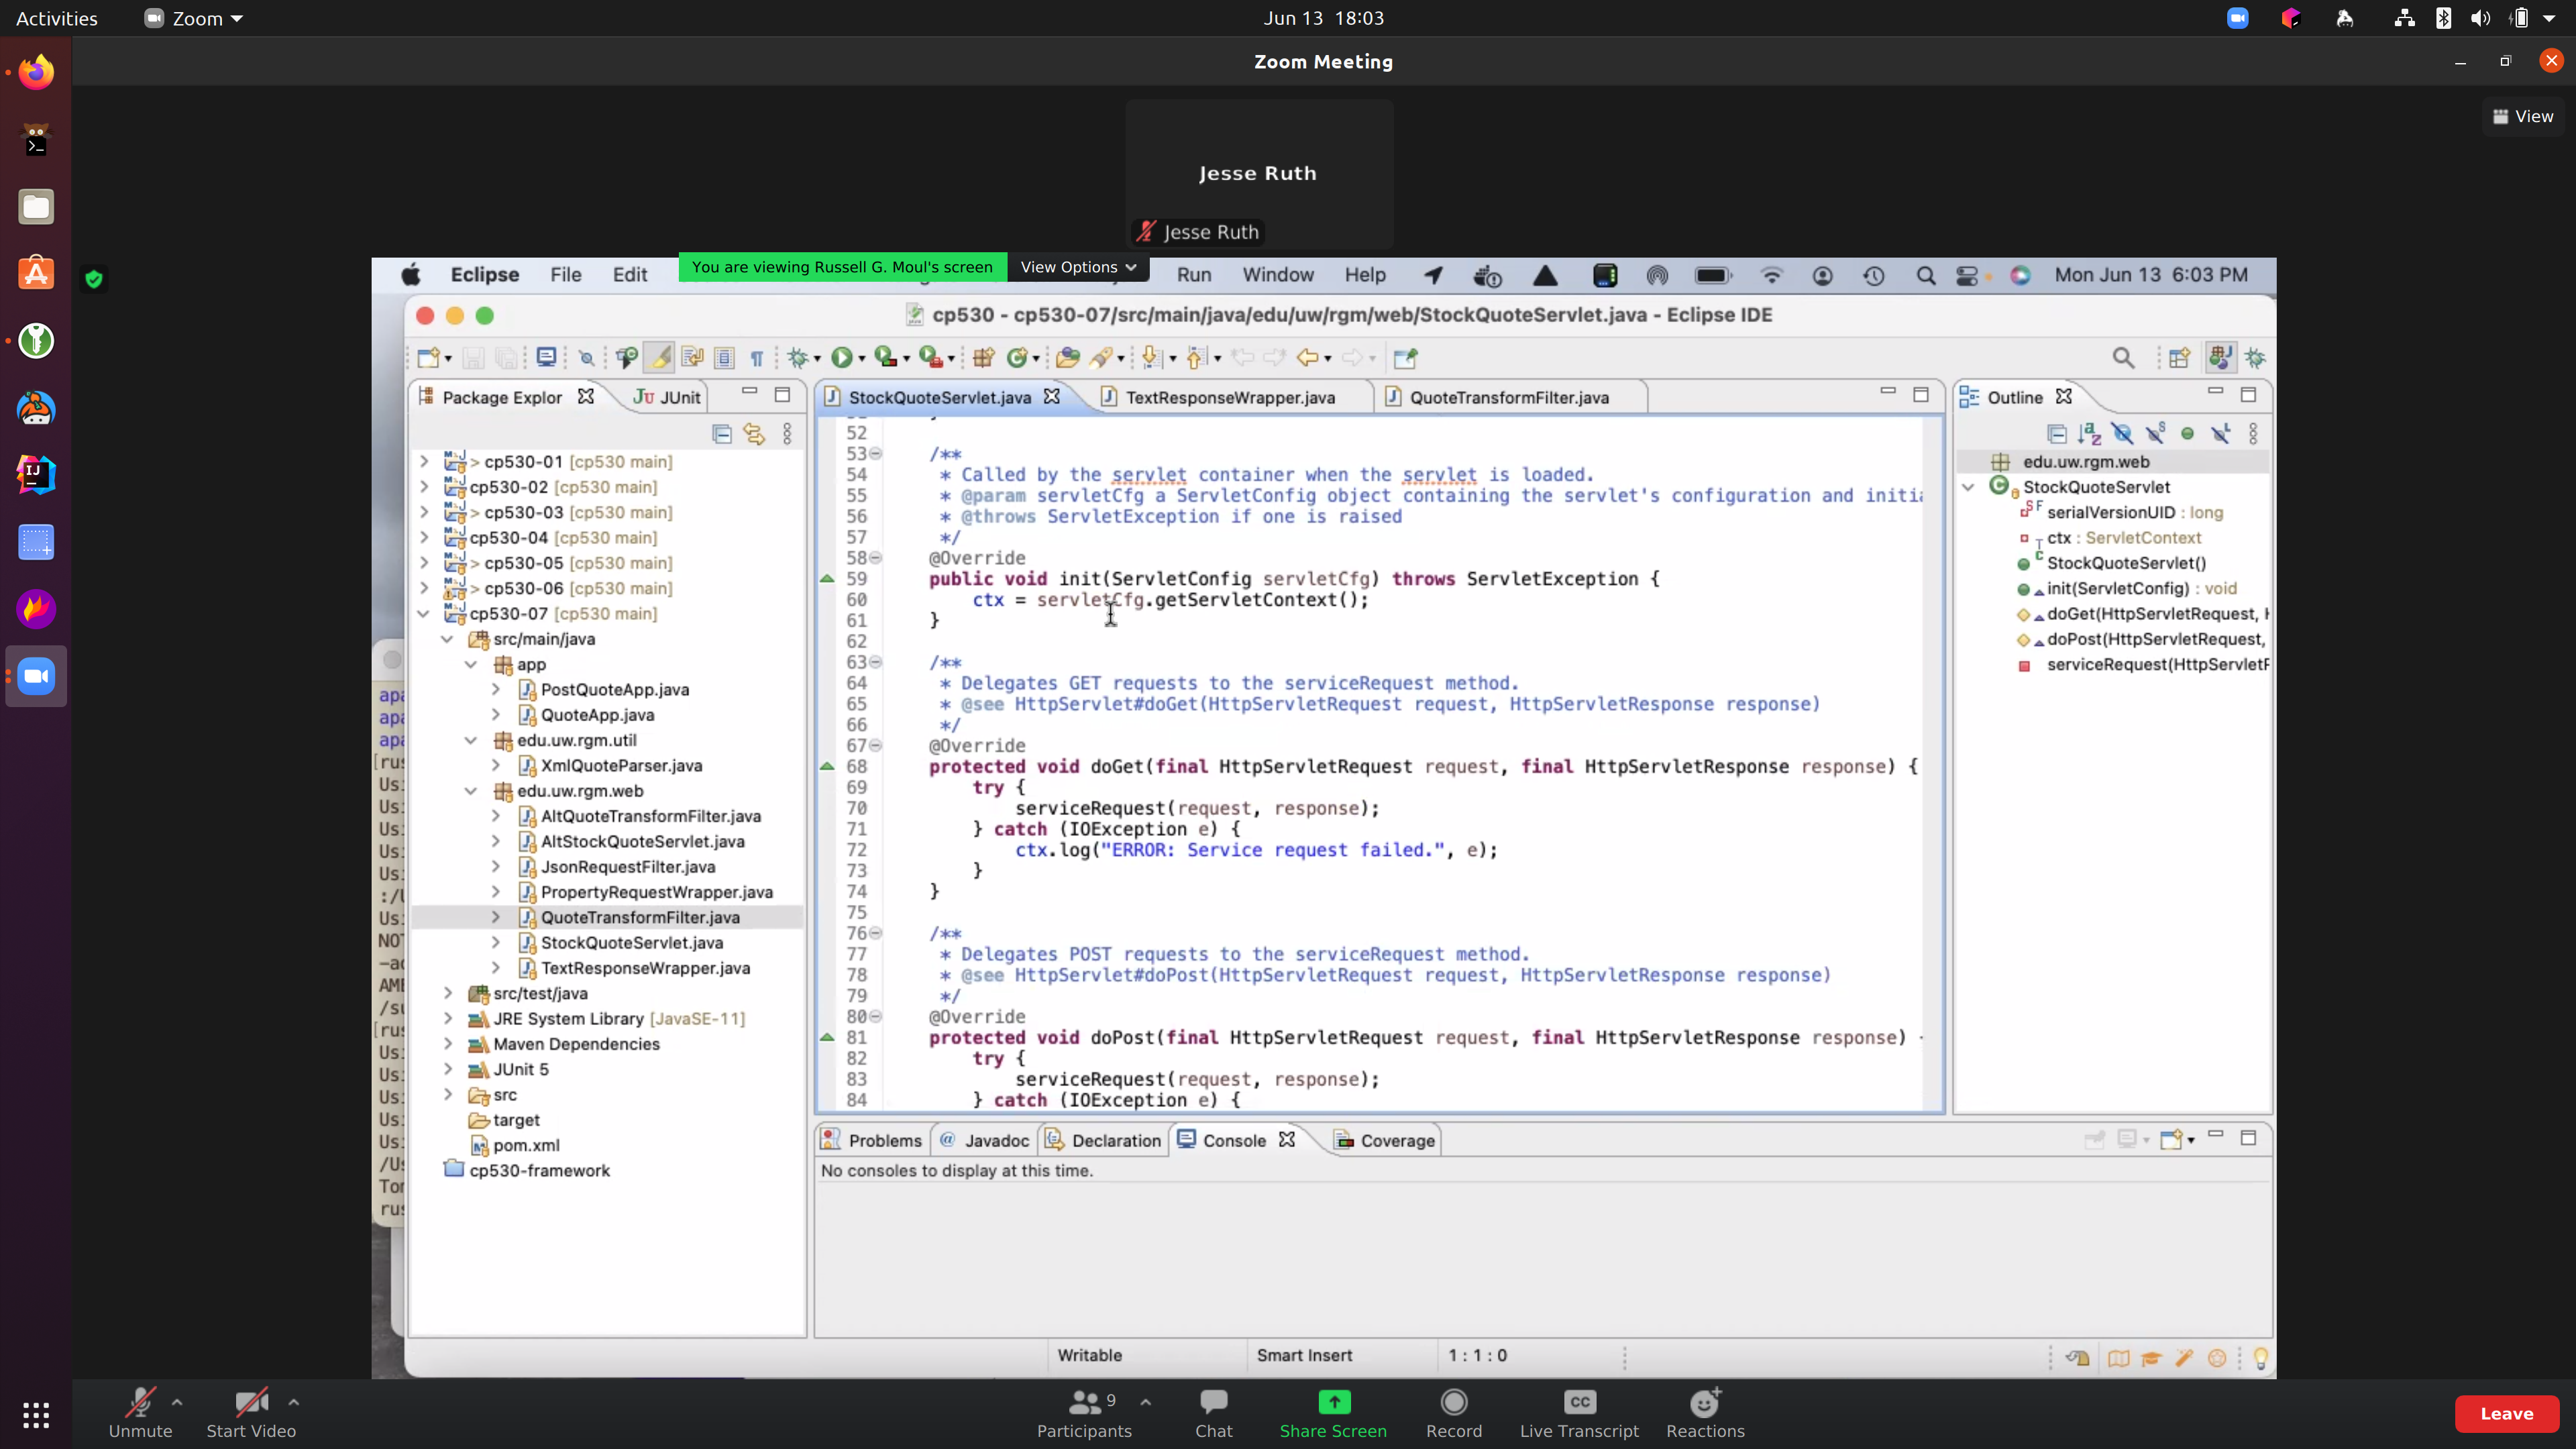 Activities
Zoom
Jun 13 18:03
Zoom Meeting
View
Jesse Ruth
Jesse Ruth
You are viewing Russell G. Moul's screen
View Options
Eclipse
File
Edit
Run
Window
Help
Mon Jun 13 6:03 PM
cp530 - cp530-07/src/main/java/edu/uw/rgm/web/StockQuoteServlet.java - Eclipse IDE
Package Explor
JUnit
StockQuoteServlet.java
TextResponseWrapper.java
QuoteTransformFilter.java
Outline
> cp530-01 [cp530 main]
cp530-02 [cp530 main]
> cp530-03 [cp530 main]
cp530-04 [cp530 main]
> cp530-05 [cp530 main]
> cp530-06 [cp530 main]
cp530-07 [cp530 main]
src/main/java
app
PostQuoteApp.java
QuoteApp.java
edu.uw.rgm.util
XmlQuoteParser.java
edu.uw.rgm.web
AltQuoteTransformFilter.java
AltStockQuoteServlet.java
JsonRequestFilter.java
PropertyRequestWrapper.java
QuoteTransformFilter.java
StockQuoteServlet.java
TextResponseWrapper.java
src/test/java
JRE System Library [JavaSE-11]
Maven Dependencies
JUnit 5
src
target
pom.xml
cp530-framework
52
53 /**
54 * Called by the servlet container when the servlet is loaded.
55 * @param servletCfg a ServletConfig object containing the servlet's configuration and initia
56 * @throws ServletException if one is raised
57 */
58 @Override
59 public void init(ServletConfig servletCfg) throws ServletException {
60 ctx = servletCfg.getServletContext();
61 }
62
63 /**
64 * Delegates GET requests to the serviceRequest method.
65 * @see HttpServlet#doGet(HttpServletRequest request, HttpServletResponse response)
66 */
67 @Override
68 protected void doGet(final HttpServletRequest request, final HttpServletResponse response) {
69 try {
70 serviceRequest(request, response);
71 } catch (IOException e) {
72 ctx.log("ERROR: Service request failed.", e);
73 }
74 }
75
76 /**
77 * Delegates POST requests to the serviceRequest method.
78 * @see HttpServlet#doPost(HttpServletRequest request, HttpServletResponse response)
79 */
80 @Override
81 protected void doPost(final HttpServletRequest request, final HttpServletResponse response)
82 try {
83 serviceRequest(request, response);
84 } catch (IOException e) {
edu.uw.rgm.web
StockQuoteServlet
serialVersionUID : long
ctx : ServletContext
StockQuoteServlet()
init(ServletConfig) : void
doGet(HttpServletRequest, H
doPost(HttpServletRequest,
serviceRequest(HttpServletR
Problems
Javadoc
Declaration
Console
Coverage
No consoles to display at this time.
Writable
Smart Insert
1 : 1 : 0
Unmute
Start Video
Participants
9
Chat
Share Screen
Record
CC
Live Transcript
Reactions
Leave